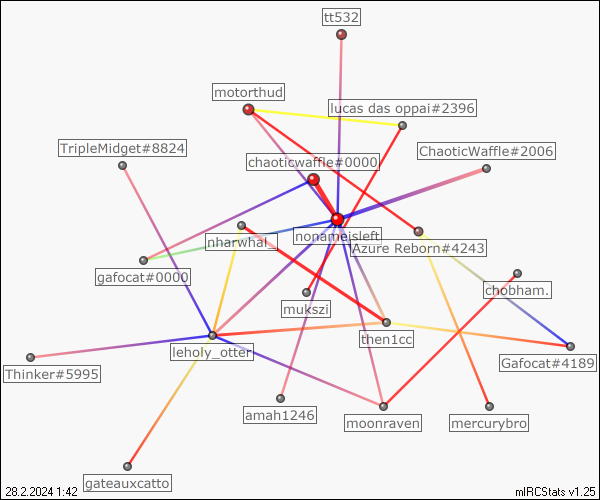 tt532
motorthud
lucas das oppai#2396
TripleMidget#8824
ChaoticWaffle#2006
chaoticwaffle#0000
nonameisleft
nharwhal_
Azure Reborn#4243
gafocat#0000
chobham.
mukszi
then1cc
leholy_otter
Gafocat#4189
Thinker#5995
amah1246
moonraven
mercurybro
gateauxcatto
28.2.2024 1:42
mIRCStats v1.25